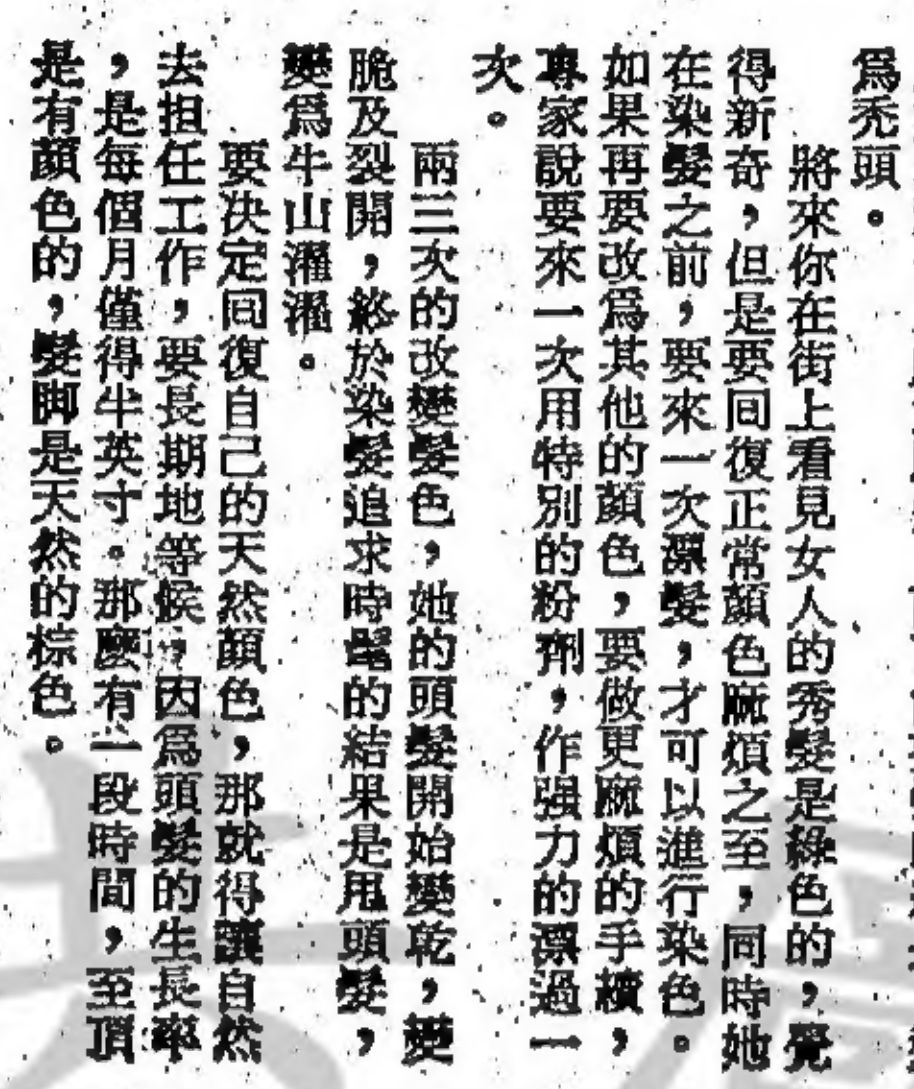 爲禿頭。
將來你在街上看見女人的秀髮是綠色的，覺
得新奇，但是要囘復正常顏色麻煩之至，同時她
在染髮之前，要來一次漂髮，才可以進行染色。
如果再要改爲其他的顏色，要做更麻煩的手續，
專家說要來一次用特別的粉劑，作强力的漂過一
次。
兩三次的改變髮色，她的頭髮開始變乾，變
脆及裂開，終於染髮追求時髦的結果是甩頭髮，
變爲牛山濯濯。
要決定囘復自己的天然顏色，那就得讓自然
去担任工作，要長期地等候，因爲頭髮的生長率
，是每個月僅得半英寸。那麼有一段時間，至頂
是有顏色的，髮脚是天然的棕色。